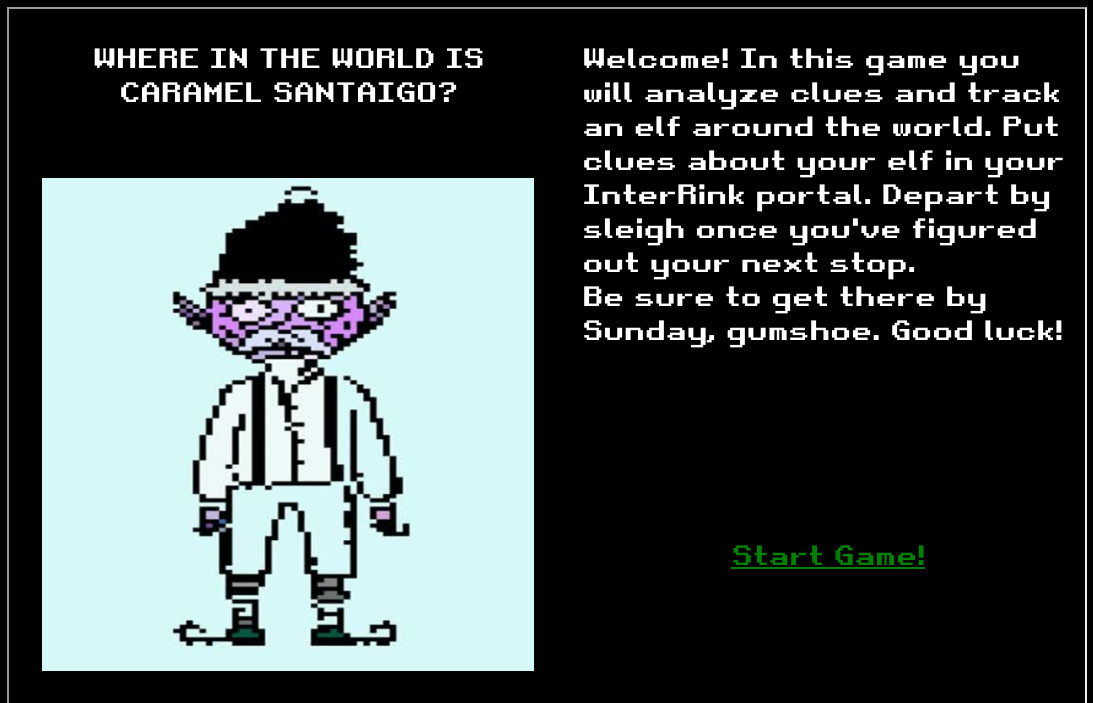 WHERE IN THE WORLD IS
CARAMEL SANTAIGO?
Welcome! In this game you
will analyze clues and track
an elf around the world. Put
clues about your elf in your
InterRink portal. Depart by
sleigh once you've figured
out your next stop.
Be sure to get there by
Sunday, gumshoe. Good luck!
Start Game!